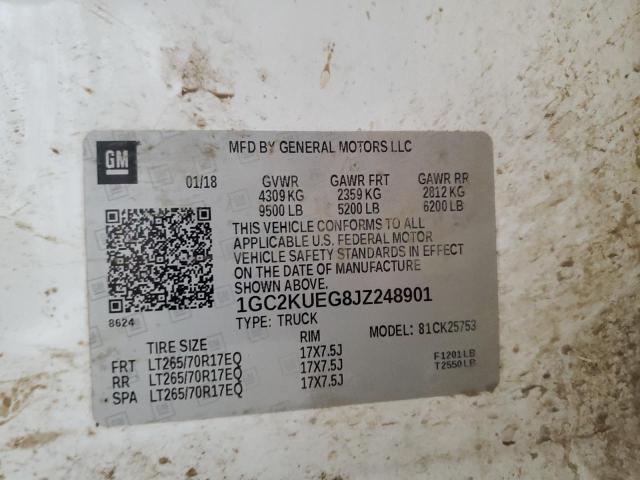 GM
MFD BY GENERAL MOTORS LLC
01/18 GVWR GAWR FRT GAWR RR
4309 KG 2359 KG 2812 KG
9500 LB 5200 LB 6200 LB
THIS VEHICLE CONFORMS TO ALL
APPLICABLE U.S. FEDERAL MOTOR
VEHICLE SAFETY STANDARDS IN EFFECT
ON THE DATE OF MANUFACTURE
SHOWN ABOVE.
8624 1GC2KUEG8JZ248901
TYPE: TRUCK MODEL: 81CK25753
TIRE SIZE RIM
FRT LT265/70R17EQ 17X7.5J F1201LB
RR LT265/70R17EQ 17X7.5J T2550LB
SPA LT265/70R17EQ 17X7.5J